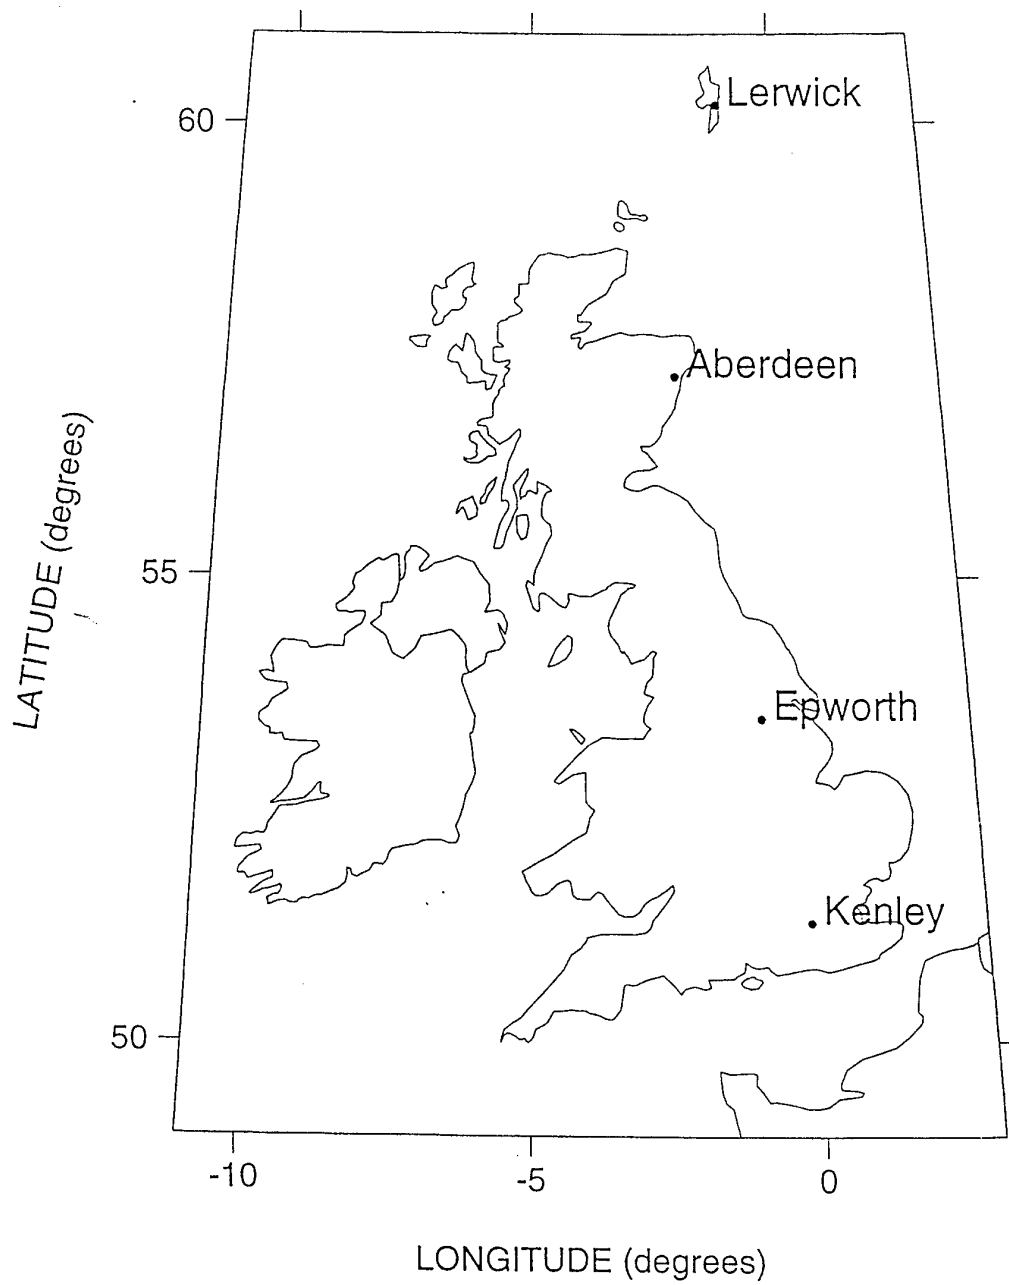 Lerwick
60
Aberdeen
LATITUDE (degrees)
55
Epworth
Kenley
50
-10
-5
0
LONGITUDE (degrees)